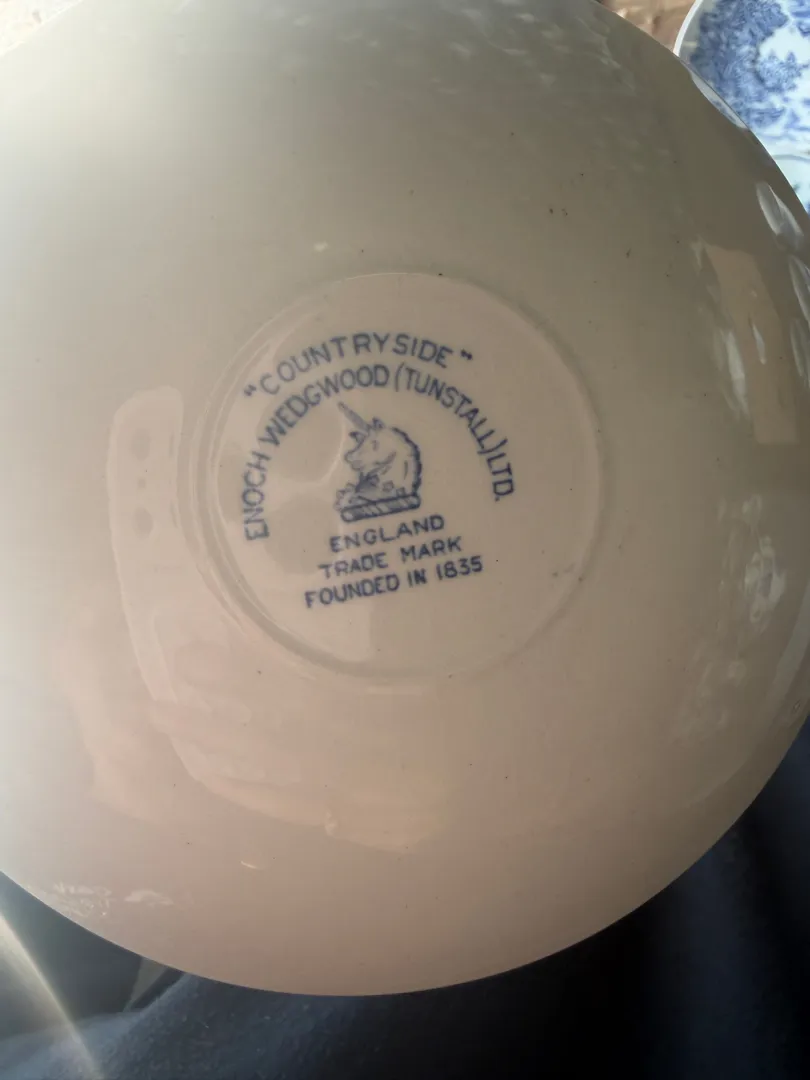 "COUNTRYSIDE"
ENOCH WEDGWOOD (TUNSTALL) LTD.
ENGLAND
TRADE MARK
FOUNDED IN 1835